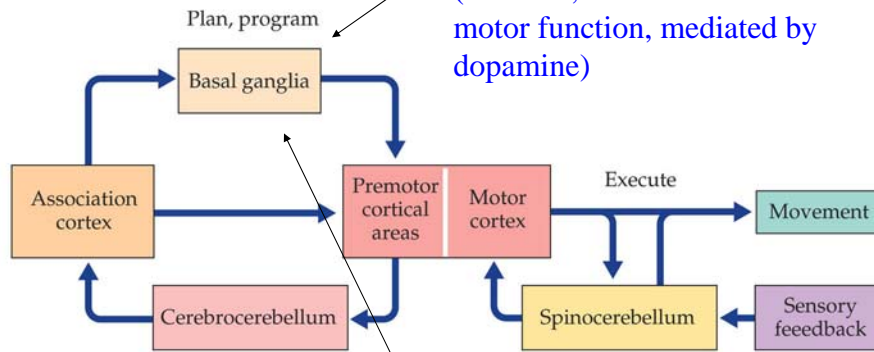 Plan, program
motor function, mediated by
dopamine)
Basal ganglia
Association
cortex
Premotor
cortical
areas
Motor
cortex
Execute
Movement
Cerebrocerebellum
Spinocerebellum
Sensory
feeedback